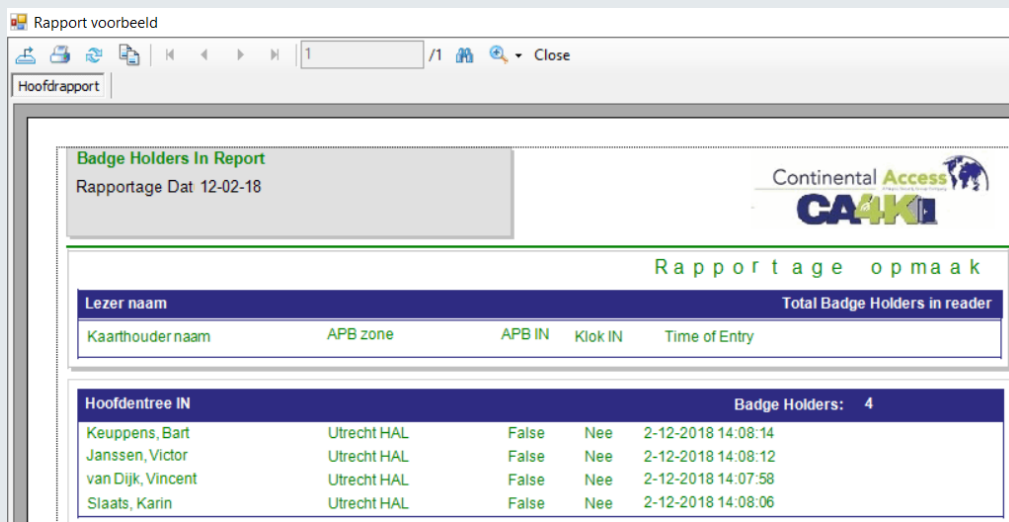 Rapport voorbeeld
1 /1 Close
Hoofdrapport
Badge Holders In Report
Rapportage Dat 12-02-18
Continental Access
CA4K
Rapportage opmaak
Lezer naam Total Badge Holders in reader
Kaarthouder naam APB zone APB IN Klok IN Time of Entry
Hoofdentree IN Badge Holders: 4
Keuppens, Bart Utrecht HAL False Nee 2-12-2018 14:08:14
Janssen, Victor Utrecht HAL False Nee 2-12-2018 14:08:12
van Dijk, Vincent Utrecht HAL False Nee 2-12-2018 14:07:58
Slaats, Karin Utrecht HAL False Nee 2-12-2018 14:08:06